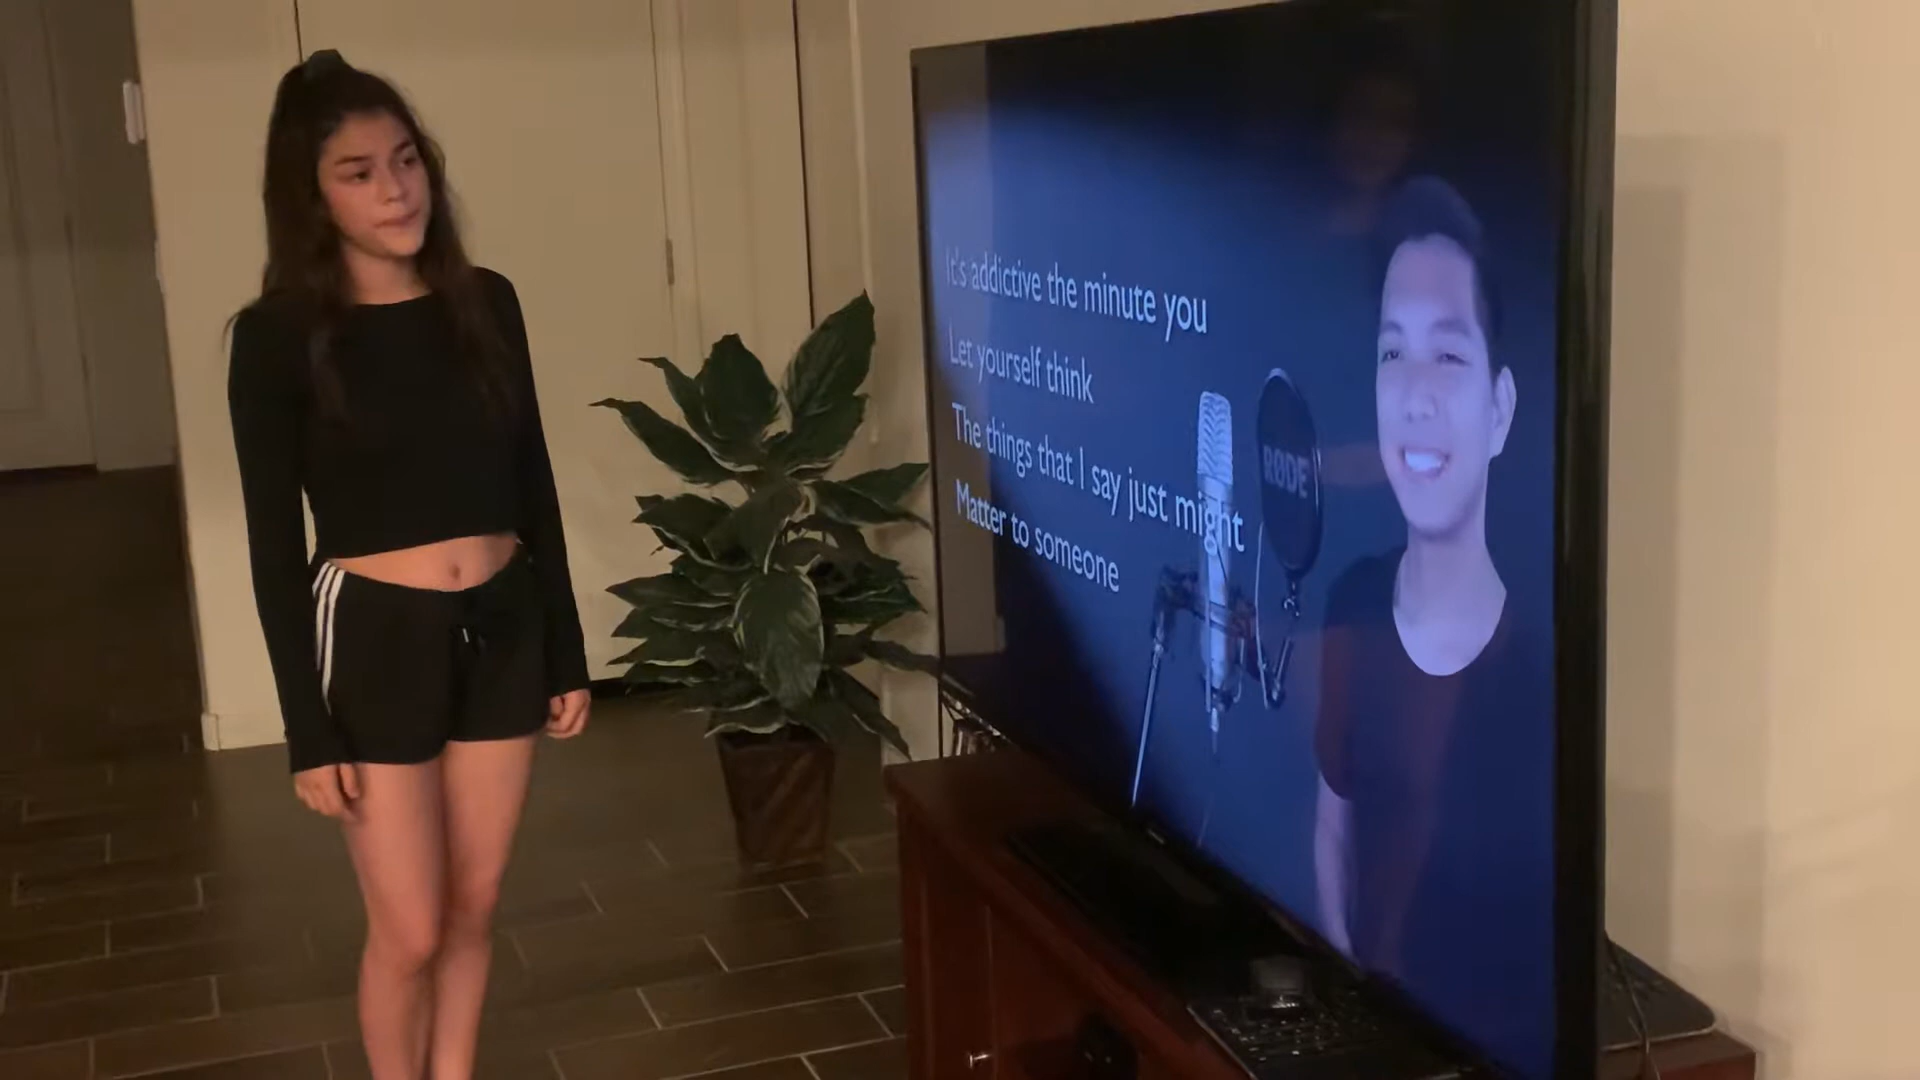 It's addictive the minute you
Let yourself think
The things that I say just might
Matter to someone
RØDE